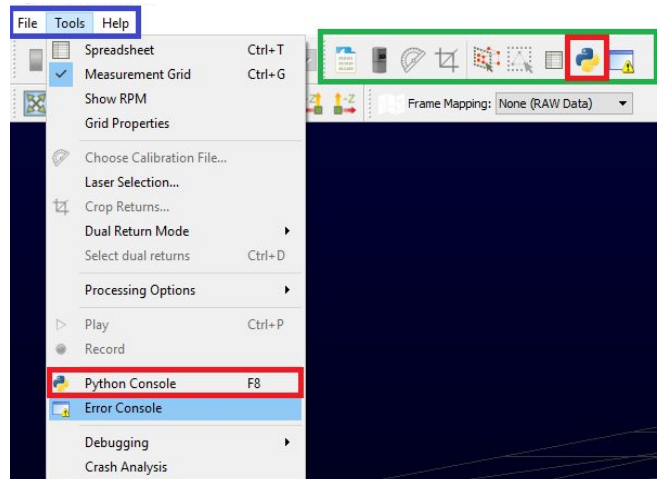 File Tools Help
Spreadsheet Ctrl+T
Measurement Grid Ctrl+G
Show RPM
Frame Mapping: None (RAW Data)
Grid Properties
Choose Calibration File...
Laser Selection...
Crop Returns...
Dual Return Mode
Select dual returns Ctrl+D
Processing Options
Play Ctrl+P
Record
Python Console F8
Error Console
Debugging
Crash Analysis